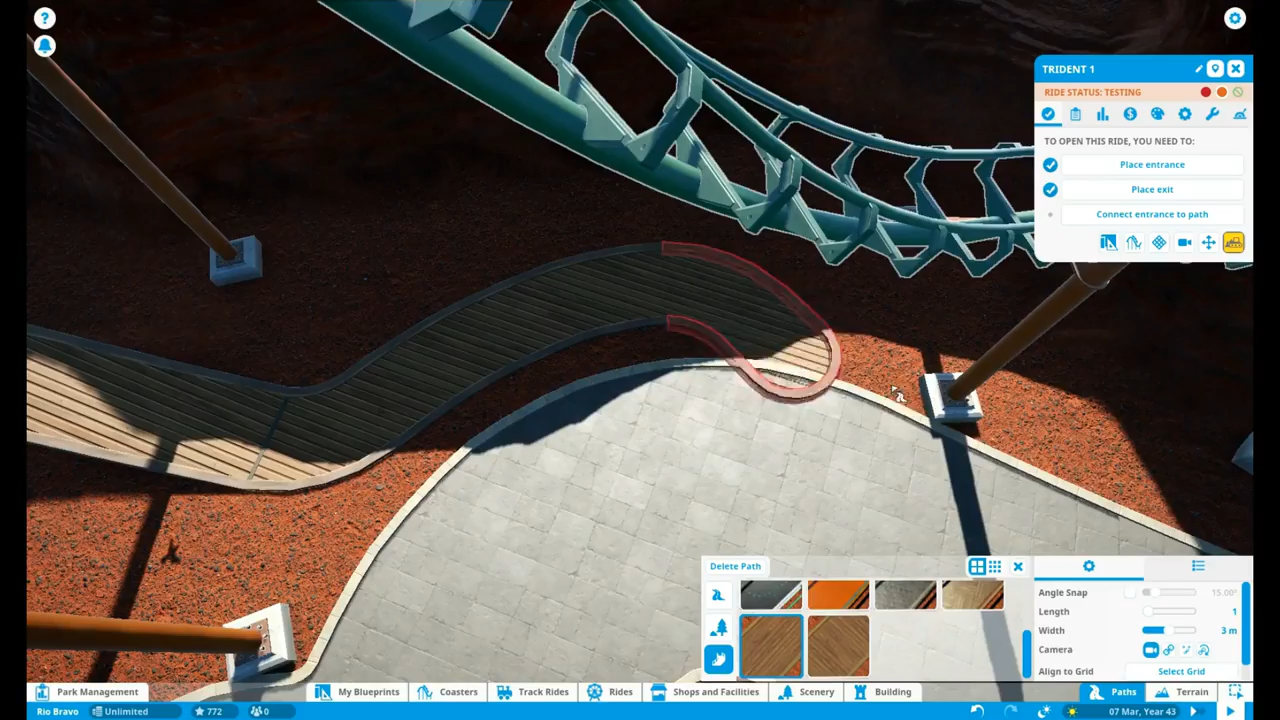 ?
TRIDENT 1
RIDE STATUS: TESTING
TO OPEN THIS RIDE, YOU NEED TO:
Place entrance
Place exit
Connect entrance to path
Delete Path
Angle Snap 15.00°
Length 1
Width 3 m
Camera
Align to Grid Select Grid
Park Management My Blueprints Coasters Track Rides Rides Shops and Facilities Scenery Building Paths Terrain
Rio Bravo Unlimited 772 0 07 Mar, Year 43